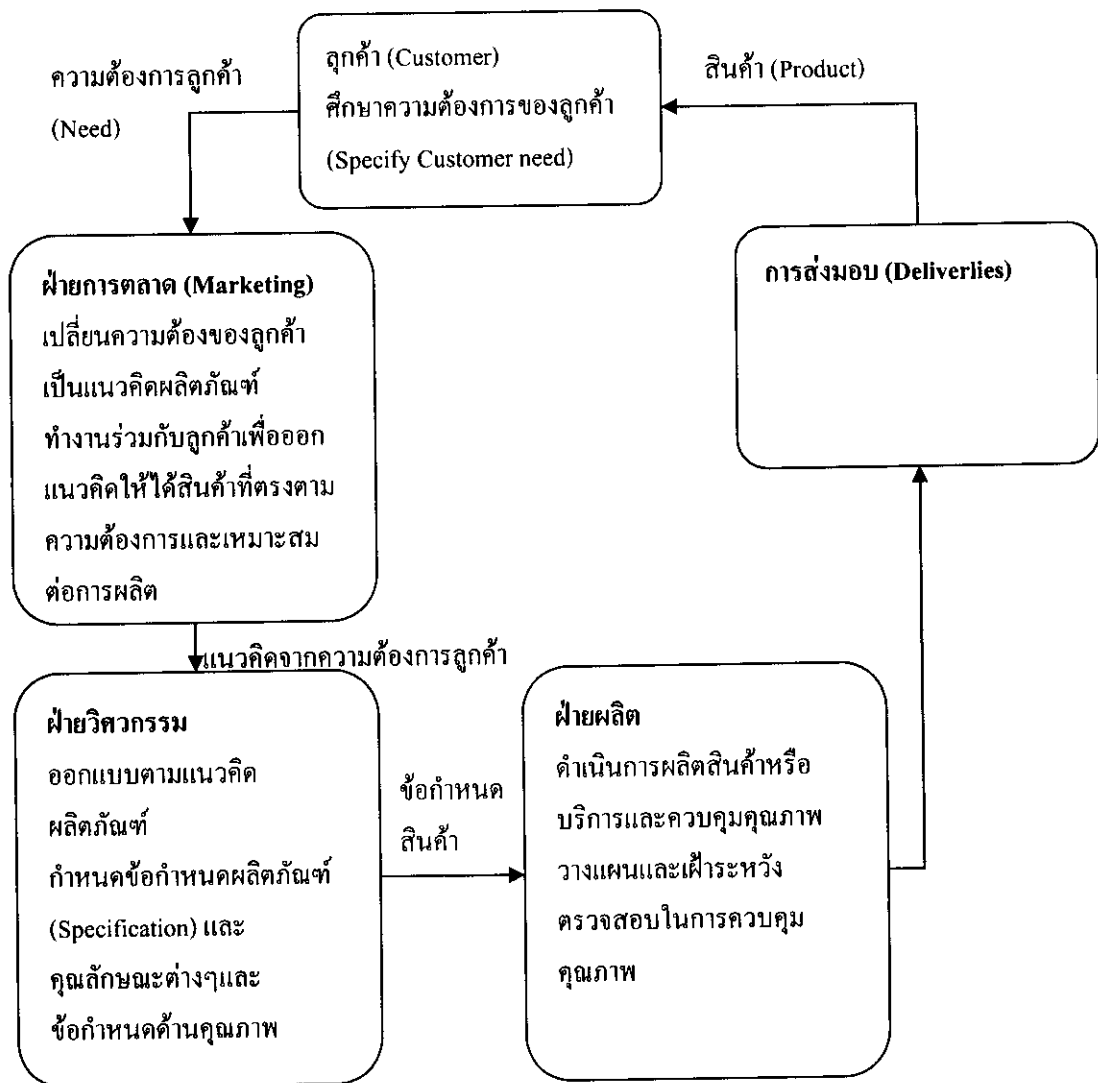 ความต้องการลูกค้า
(Need)
ลุกค้า (Customer)
ศึกษาความต้องการของลูกค้า
(Specify Customer need)
สินค้า (Product)
ฝ่ายการตลาด (Marketing)
เปลี่ยนความต้องของลูกค้า
เป็นแนวคิดผลิตภัณฑ์
ทำงานร่วมกับลูกค้าเพื่อออก
แนวคิดให้ได้สินค้าที่ตรงตาม
ความต้องการและเหมาะสม
ต่อการผลิต
การส่งมอบ (Deliverlies)
แนวคิดจากความต้องการลูกค้า
ฝ่ายวิศวกรรม
ออกแบบตามแนวคิด
ผลิตภัณฑ์
กำหนดข้อกำหนดผลิตภัณฑ์
(Specification) และ
คุณลักษณะต่างๆและ
ข้อกำหนดด้านคุณภาพ
ข้อกำหนด
สินค้า
ฝ่ายผลิต
ดำเนินการผลิตสินค้าหรือ
บริการและควบคุมคุณภาพ
วางแผนและเฝ้าระหวัง
ตรวจสอบในการควบคุม
คุณภาพ